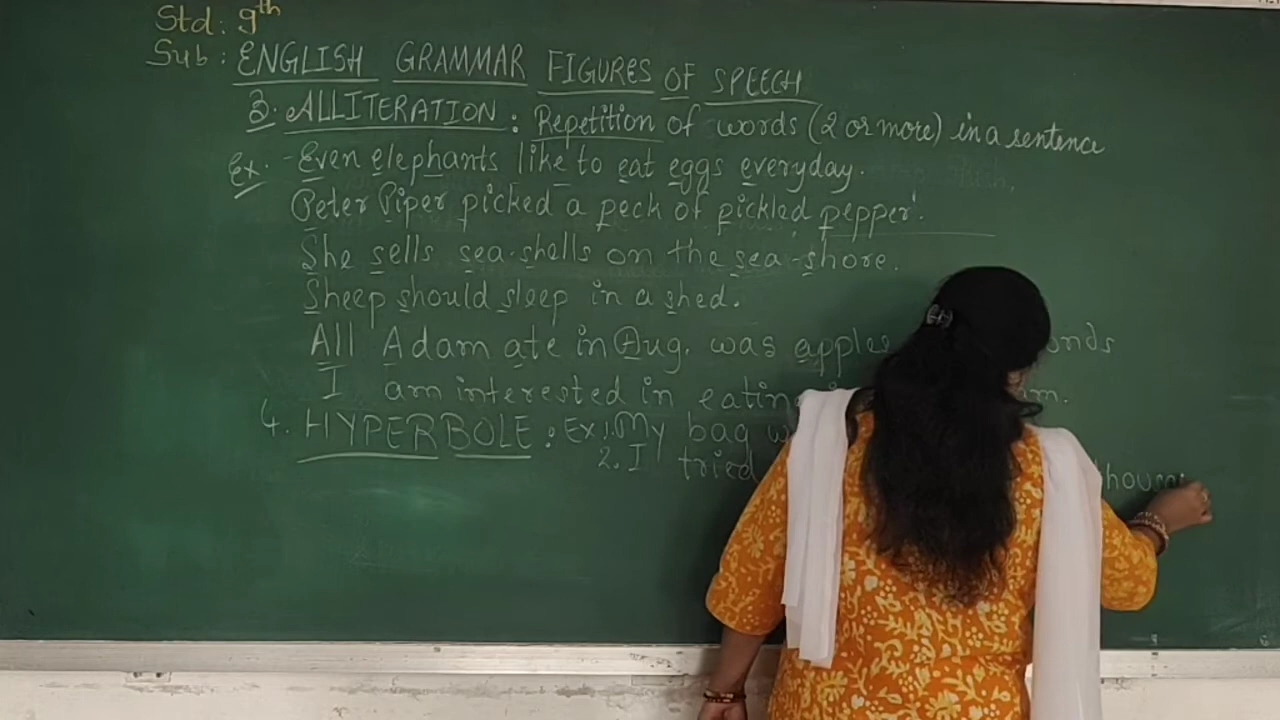 Std: 9th
Sub: ENGLISH GRAMMAR FIGURES OF SPEECH
3. ALLITERATION: Repetition of words (2 or more) in a sentence
Ex. - Even elephants like to eat eggs everyday.
Peter Piper picked a peck of pickled pepper.
She sells sea-shells on the sea-shore.
Sheep should sleep in a shed.
All Adam ate in Aug. was apples
I am interested in eating
4. HYPERBOLE: Ex 1. My bag
2. I tried